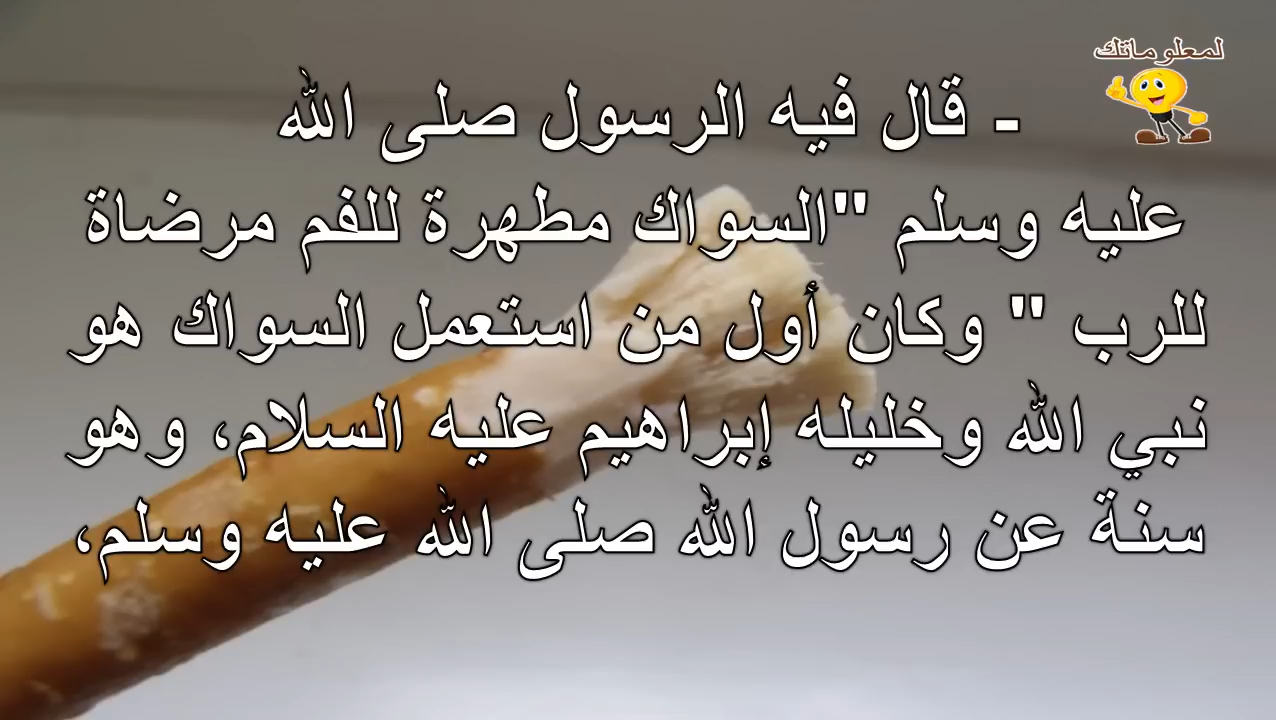 لمعلوماتك
- قال فيه الرسول صلى الله
عليه وسلم "السواك مطهرة للفم مرضاة
للرب " وكان أول من استعمل السواك هو
نبي الله وخليله إبراهيم عليه السلام، وهو
سنة عن رسول الله صلى الله عليه وسلم،